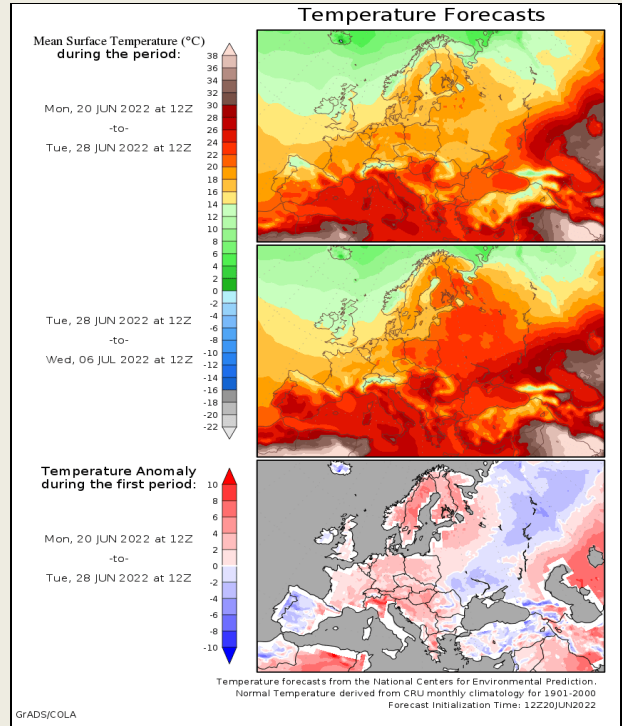 Temperature Forecasts
Mean Surface Temperature (°C)
during the period:
Mon, 20 JUN 2022 at 12Z
-to-
Tue, 28 JUN 2022 at 12Z
38
36
34
32
30
28
26
24
22
20
18
16
14
12
10
8
6
4
2
0
-2
-4
-6
-8
-10
-12
-14
-16
-18
-20
-22
Tue, 28 JUN 2022 at 12Z
-to-
Wed, 06 JUL 2022 at 12Z
Temperature Anomaly
during the first period:
Mon, 20 JUN 2022 at 12Z
-to-
Tue, 28 JUN 2022 at 12Z
10
8
6
4
2
0
-2
-4
-6
-8
-10
Temperature forecasts from the National Centers for Environmental Prediction.
Normal Temperature derived from CRU monthly climatology for 1901-2000
Forecast Initialization Time: 12Z20JUN2022
GrADS/COLA